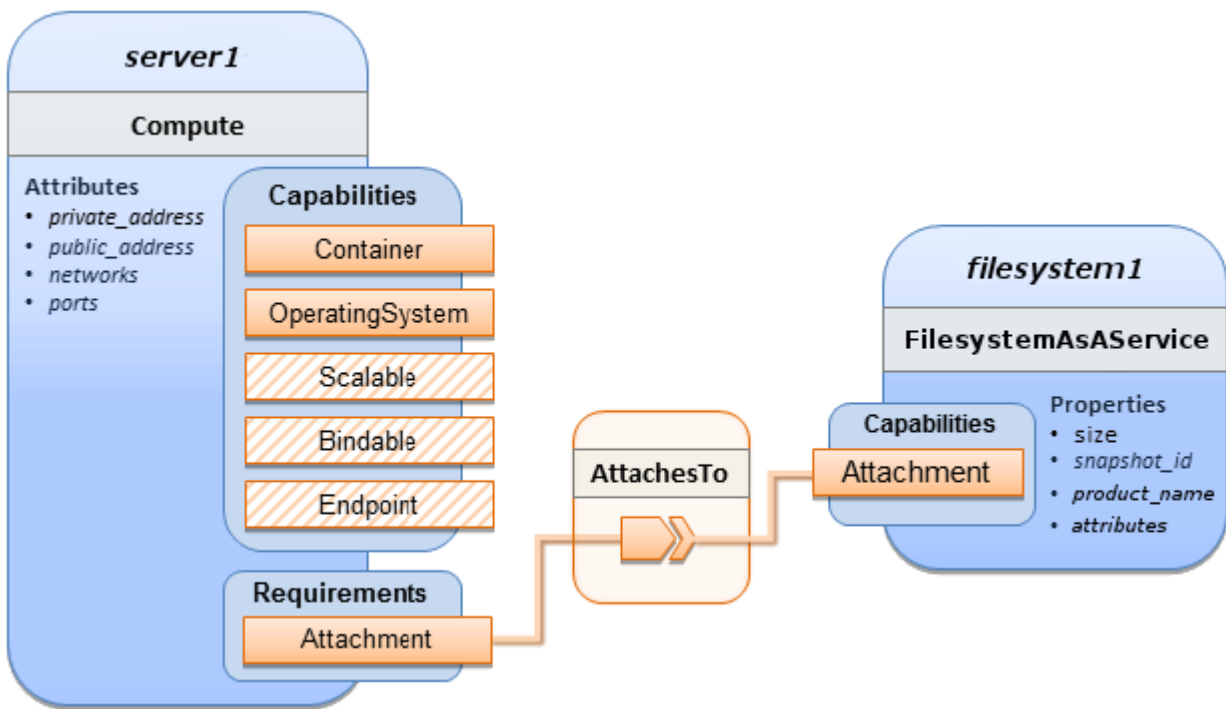 server1
Compute
Attributes
• private_address
• public_address
• networks
• ports
Capabilities
Container
OperatingSystem
Scalable
Bindable
Endpoint
Requirements
Attachment
AttachesTo
filesystem1
FilesystemAsAService
Capabilities
Attachment
Properties
• size
• snapshot_id
• product_name
• attributes